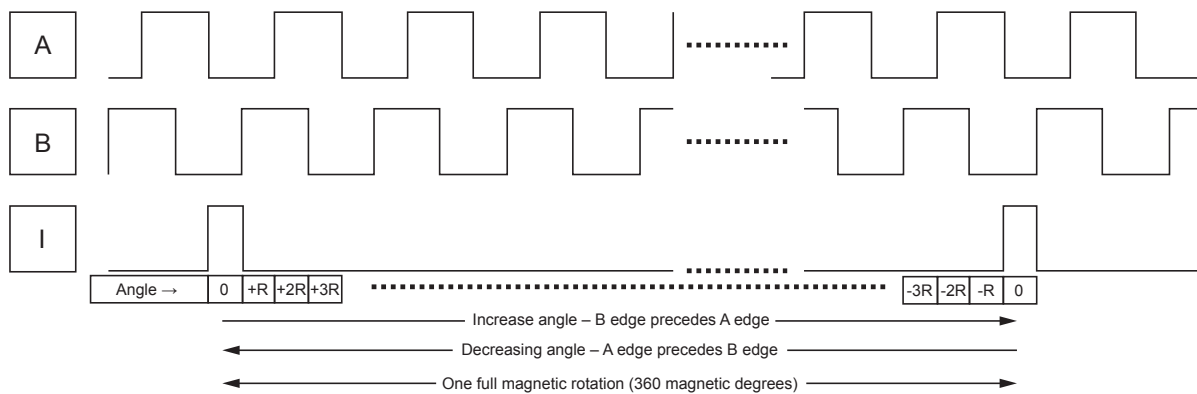 A
B
I
Angle → 0 +R +2R +3R -3R -2R -R 0
Increase angle – B edge precedes A edge
Decreasing angle – A edge precedes B edge
One full magnetic rotation (360 magnetic degrees)